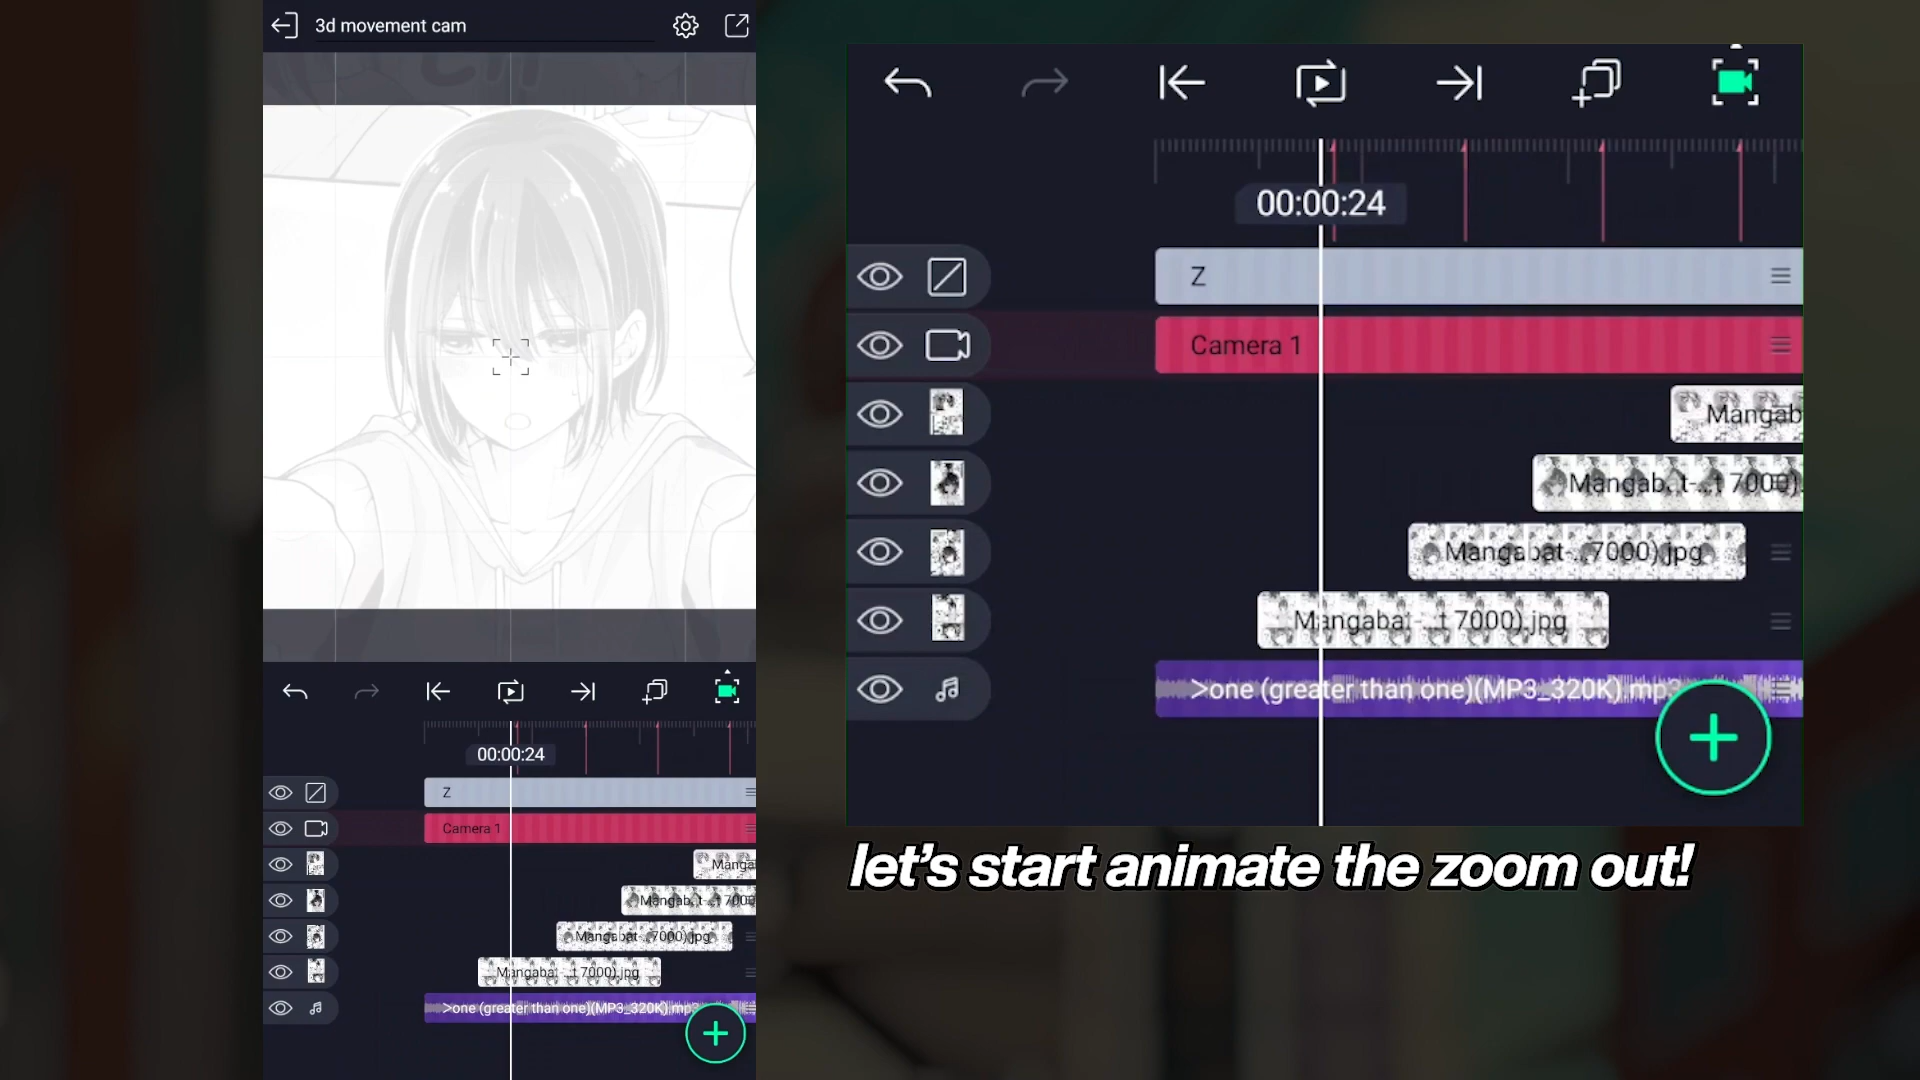 3d movement cam
00:00:24
Z
Camera 1
Mangab
Mangab..t-...t 7000).
Mangabat-...7000).jpg
Mangabat-...t 7000).jpg
>one (greater than one)(MP3_320K).mp3
let's start animate the zoom out!
00:00:24
Z
Camera 1
Manga
Mangab..t-...t 7000
Mangabat-...7000).jpg
Mangabat-...t 7000).jpg
>one (greater than one)(MP3_320K).mp3